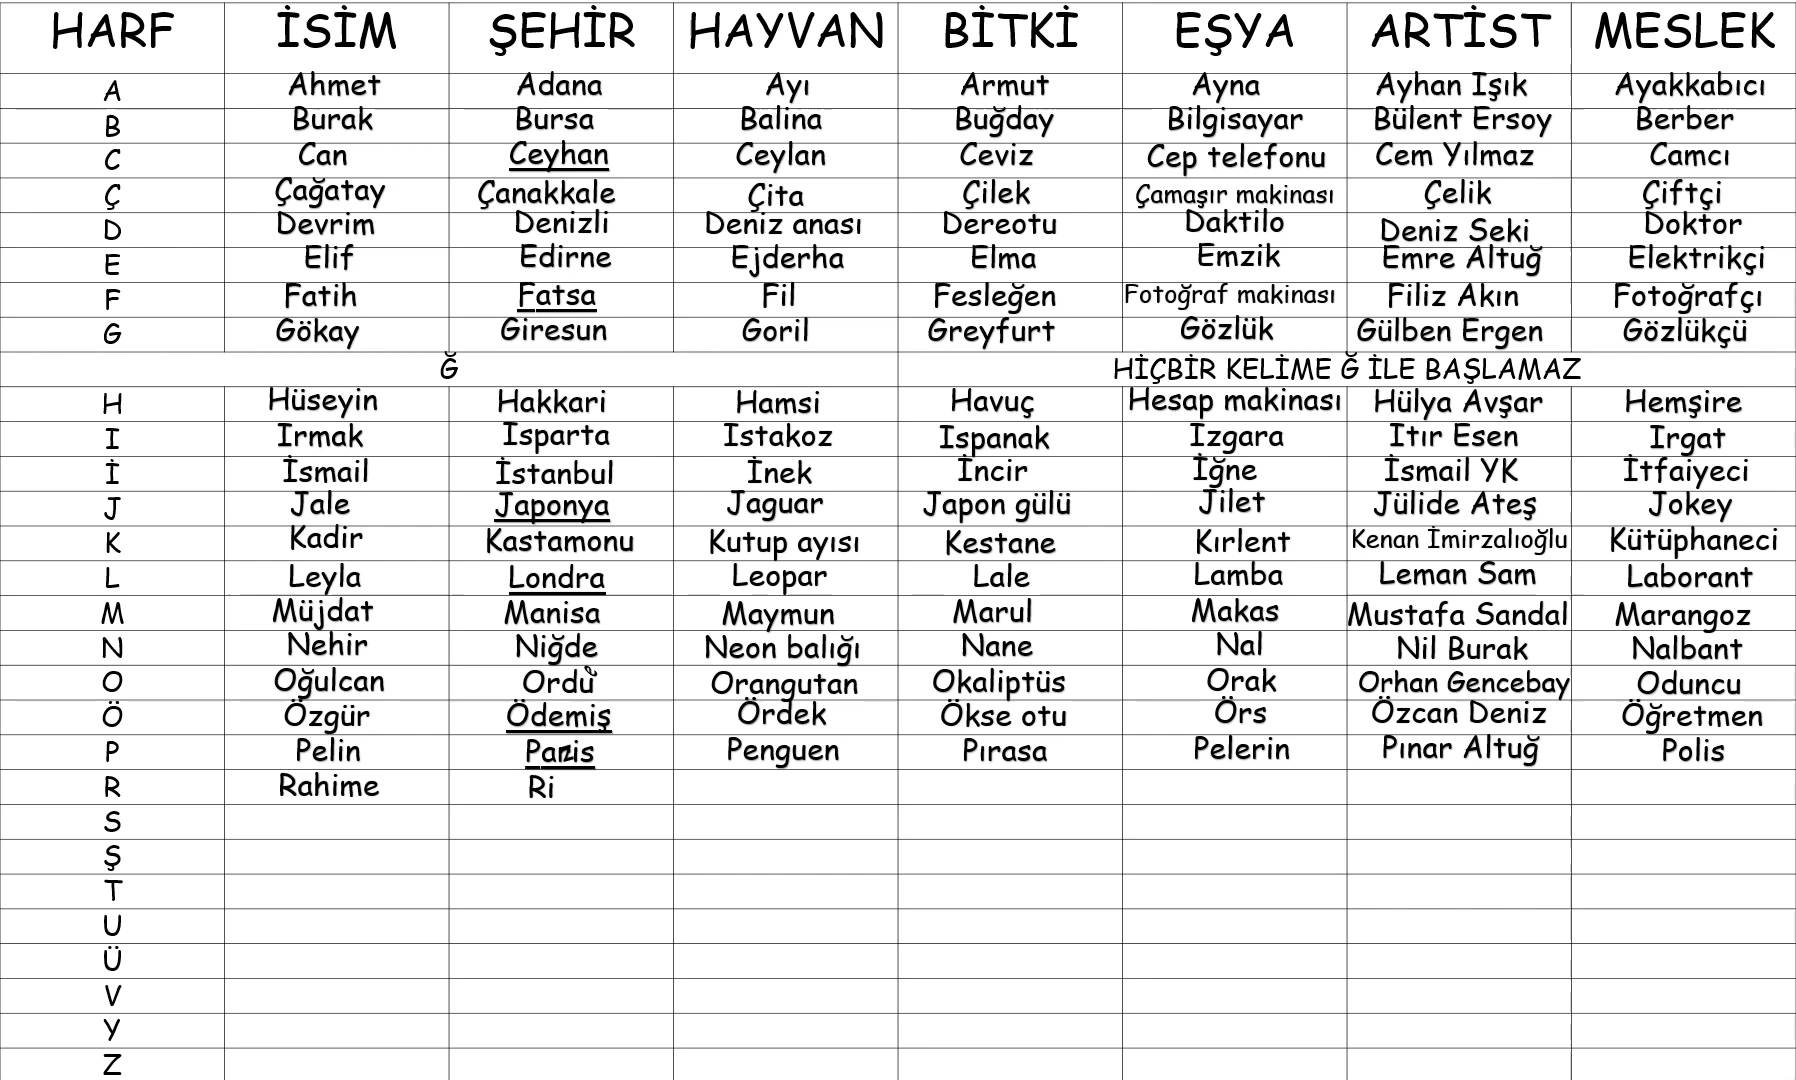 HARF İSİM ŞEHİR HAYVAN BİTKİ EŞYA ARTİST MESLEK
A Ahmet Adana Ayı Armut Ayna Ayhan Işık Ayakkabıcı
B Burak Bursa Balina Buğday Bilgisayar Bülent Ersoy Berber
C Can Ceyhan Ceylan Ceviz Cep telefonu Cem Yılmaz Camcı
Ç Çağatay Çanakkale Çita Çilek Çamaşır makinası Çelik Çiftçi
D Devrim Denizli Deniz anası Dereotu Daktilo Deniz Seki Doktor
E Elif Edirne Ejderha Elma Emzik Emre Altuğ Elektrikçi
F Fatih Fatsa Fil Fesleğen Fotoğraf makinası Filiz Akın Fotoğrafçı
G Gökay Giresun Goril Greyfurt Gözlük Gülben Ergen Gözlükçü
Ğ HİÇBİR KELİME Ğ İLE BAŞLAMAZ
H Hüseyin Hakkari Hamsi Havuç Hesap makinası Hülya Avşar Hemşire
I Irmak Isparta Istakoz Ispanak Izgara Itır Esen Irgat
İ İsmail İstanbul İnek İncir İğne İsmail YK İtfaiyeci
J Jale Japonya Jaguar Japon gülü Jilet Jülide Ateş Jokey
K Kadir Kastamonu Kutup ayısı Kestane Kırlent Kenan İmirzalıoğlu Kütüphaneci
L Leyla Londra Leopar Lale Lamba Leman Sam Laborant
M Müjdat Manisa Maymun Marul Makas Mustafa Sandal Marangoz
N Nehir Niğde Neon balığı Nane Nal Nil Burak Nalbant
O Oğulcan Ordu Orangutan Okaliptüs Orak Orhan Gencebay Oduncu
Ö Özgür Ödemiş Ördek Ökse otu Örs Özcan Deniz Öğretmen
P Pelin Paris Penguen Pırasa Pelerin Pınar Altuğ Polis
R Rahime Ri
S
Ş
T
U
Ü
V
Y
Z